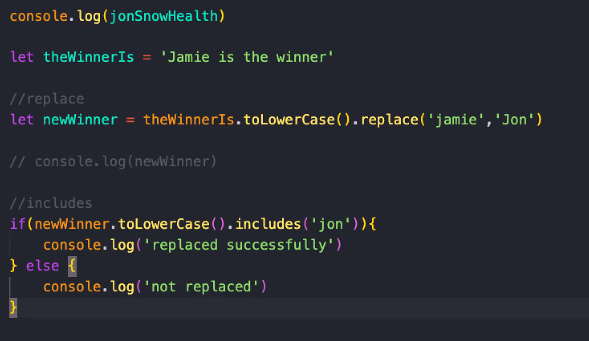 console.log(jonSnowHealth)
let theWinnerIs = 'Jamie is the winner'
//replace
let newWinner = theWinnerIs.toLowerCase().replace('jamie','Jon')
// console.log(newWinner)
//includes
if(newWinner.toLowerCase().includes('jon')){
    console.log('replaced successfully')
} else {
    console.log('not replaced')
}